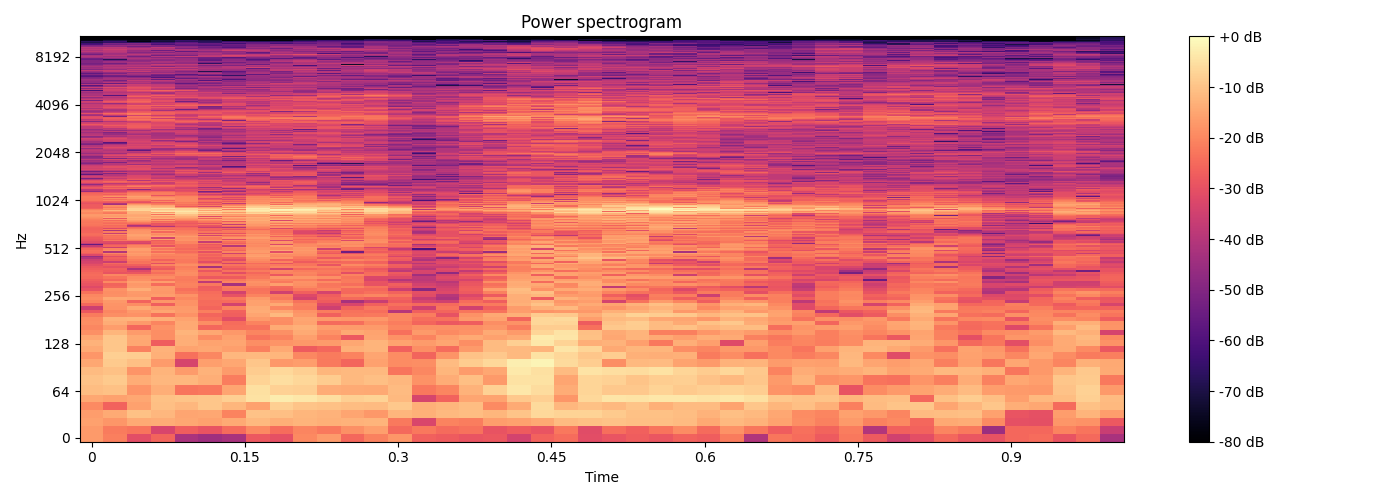 Power spectrogram
Hz
8192
4096
2048
1024
512
256
128
64
0
0 0.15 0.3 0.45 0.6 0.75 0.9
Time
+0 dB
-10 dB
-20 dB
-30 dB
-40 dB
-50 dB
-60 dB
-70 dB
-80 dB